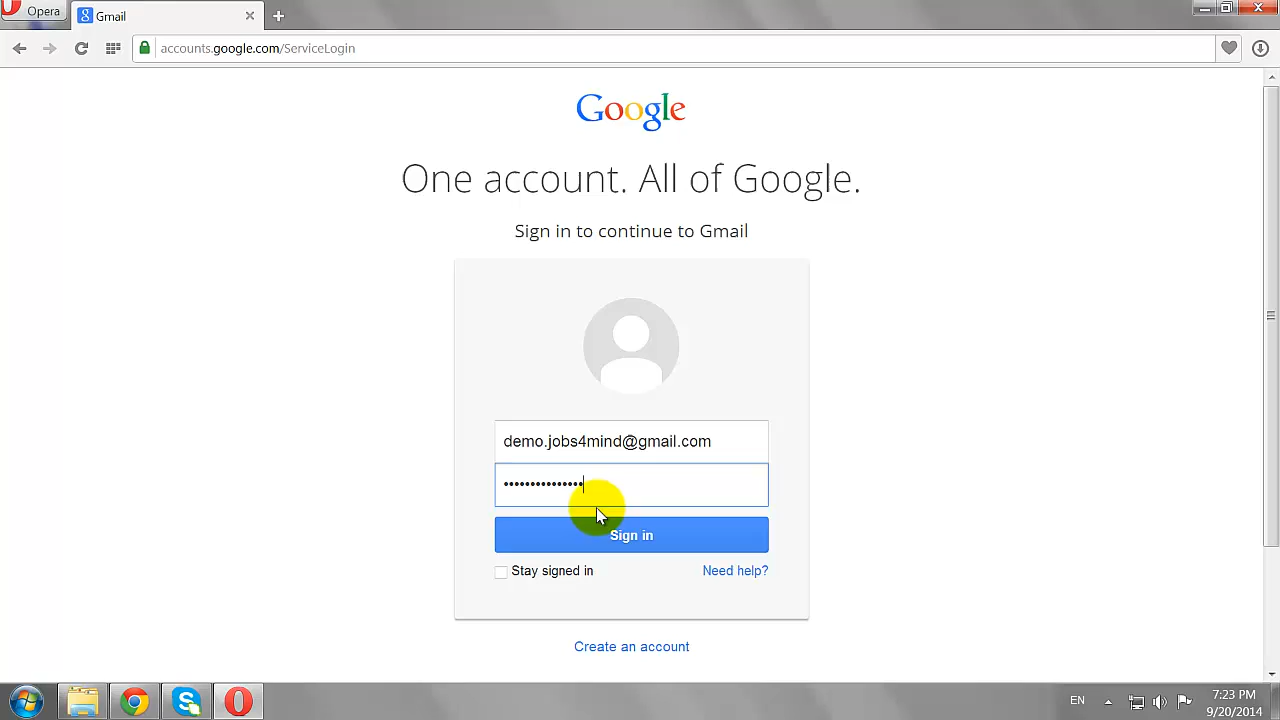 Opera
Gmail
accounts.google.com/ServiceLogin
Google
One account. All of Google.
Sign in to continue to Gmail
demo.jobs4mind@gmail.com
•••••••••••••••
Sign in
Stay signed in
Need help?
Create an account
EN
7:23 PM
9/20/2014